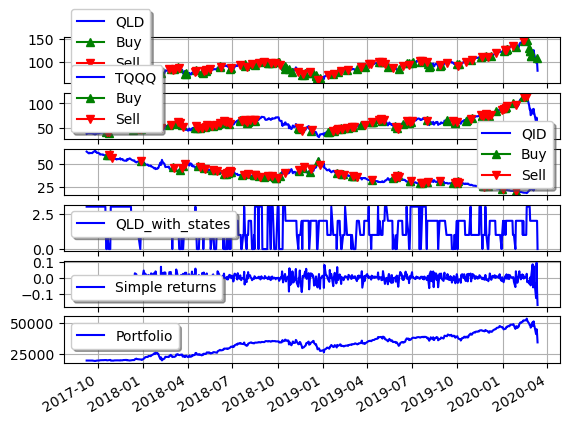 QLD
Buy
Sell
150
100
TQQQ
Buy
Sell
100
50
QID
Buy
Sell
50
25
QLD_with_states
2.5
0.0
Simple returns
0.1
0.0
−0.1
Portfolio
50000
25000
2017-10 2018-01 2018-04 2018-07 2018-10 2019-01 2019-04 2019-07 2019-10 2020-01 2020-04